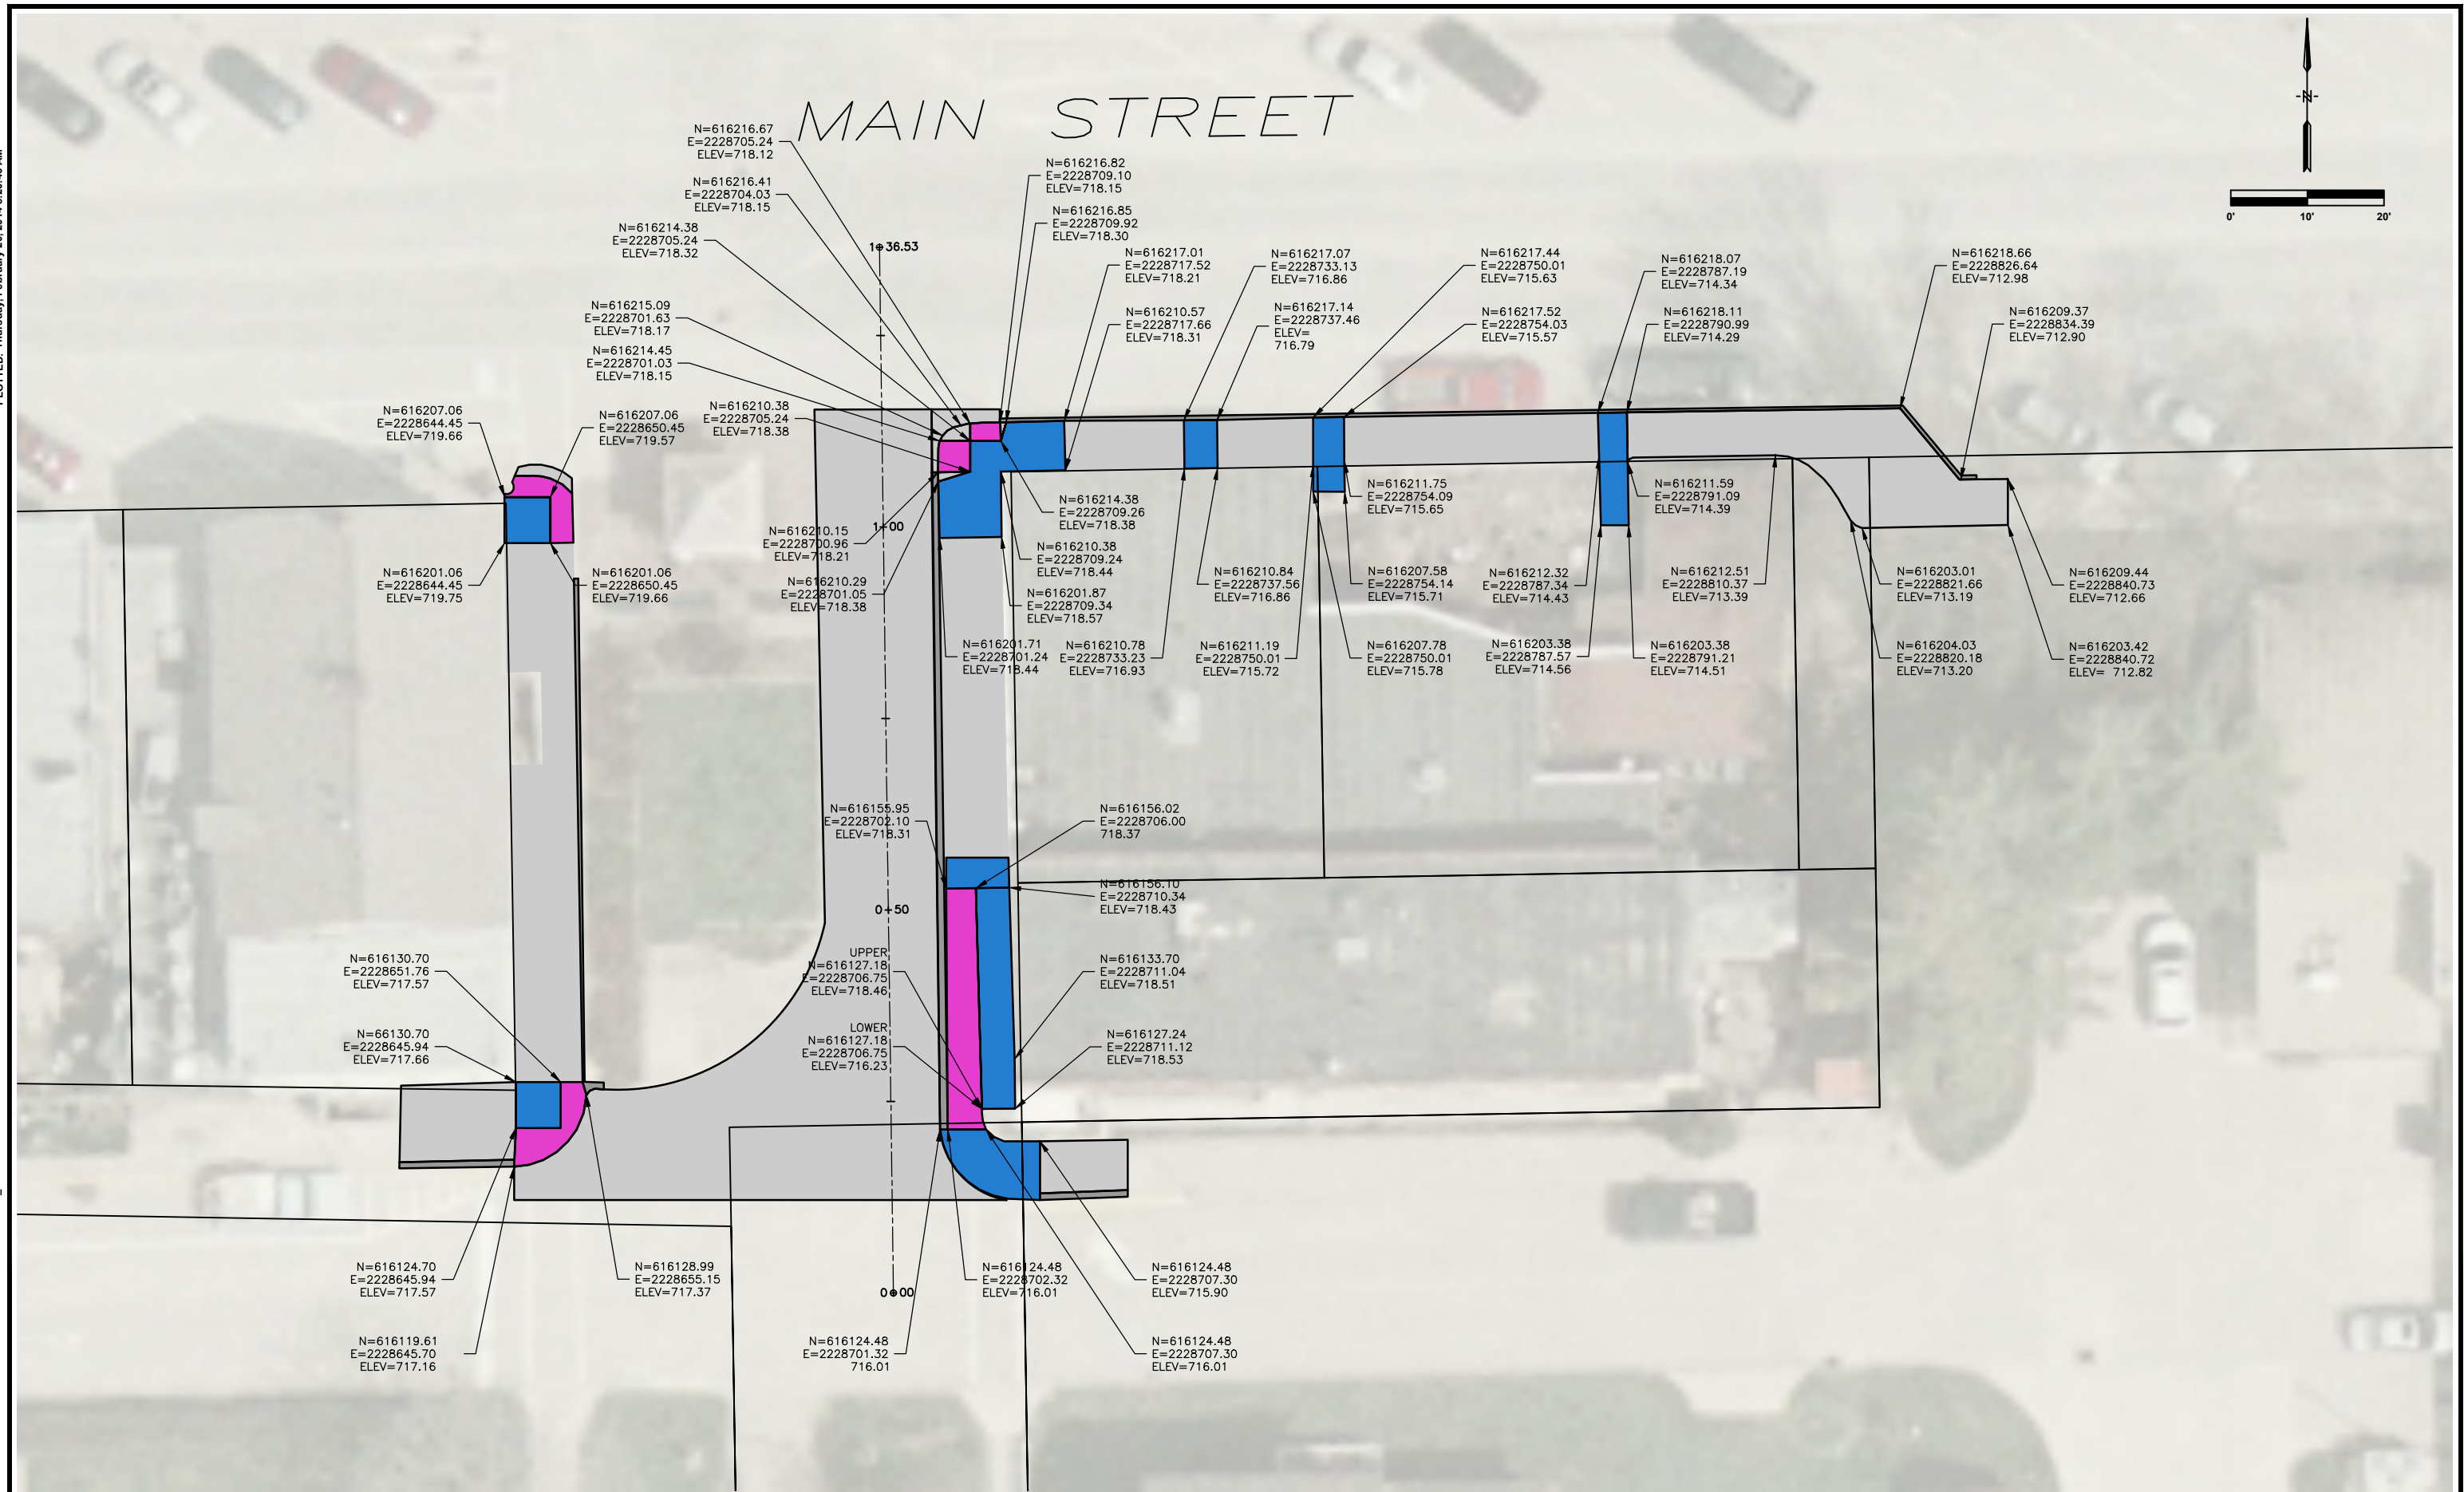 MAIN STREET
-N-
0'
10'
20'
N=616216.67
E=2228705.24
ELEV=718.12
N=616216.41
E=2228704.03
ELEV=718.15
N=616214.38
E=2228705.24
ELEV=718.32
N=616215.09
E=2228701.63
ELEV=718.17
N=616214.45
E=2228701.03
ELEV=718.15
N=616210.38
E=2228705.24
ELEV=718.38
1+36.53
N=616216.82
E=2228709.10
ELEV=718.15
N=616216.85
E=2228709.92
ELEV=718.30
N=616217.01
E=2228717.52
ELEV=718.21
N=616210.57
E=2228717.66
ELEV=718.31
N=616217.07
E=2228733.13
ELEV=716.86
N=616217.14
E=2228737.46
ELEV=
716.79
N=616217.44
E=2228750.01
ELEV=715.63
N=616217.52
E=2228754.03
ELEV=715.57
N=616218.07
E=2228787.19
ELEV=714.34
N=616218.11
E=2228790.99
ELEV=714.29
N=616218.66
E=2228826.64
ELEV=712.98
N=616209.37
E=2228834.39
ELEV=712.90
N=616207.06
E=2228644.45
ELEV=719.66
N=616207.06
E=2228650.45
ELEV=719.57
N=616201.06
E=2228644.45
ELEV=719.75
N=616201.06
E=2228650.45
ELEV=719.66
N=616210.15
E=2228700.96
ELEV=718.21
1+00
N=616210.29
E=2228701.05
ELEV=718.38
N=616214.38
E=2228709.26
ELEV=718.38
N=616210.38
E=2228709.24
ELEV=718.44
N=616201.87
E=2228709.34
ELEV=718.57
N=616201.71
E=2228701.24
ELEV=718.44
N=616210.78
E=2228733.23
ELEV=716.93
N=616210.84
E=2228737.56
ELEV=716.86
N=616211.19
E=2228750.01
ELEV=715.72
N=616211.75
E=2228754.09
ELEV=715.65
N=616207.58
E=2228754.14
ELEV=715.71
N=616207.78
E=2228750.01
ELEV=715.78
N=616212.32
E=2228787.34
ELEV=714.43
N=616203.38
E=2228787.57
ELEV=714.56
N=616211.59
E=2228791.09
ELEV=714.39
N=616212.51
E=2228810.37
ELEV=713.39
N=616203.38
E=2228791.21
ELEV=714.51
N=616203.01
E=2228821.66
ELEV=713.19
N=616204.03
E=2228820.18
ELEV=713.20
N=616209.44
E=2228840.73
ELEV=712.66
N=616203.42
E=2228840.72
ELEV= 712.82
N=616155.95
E=2228702.10
ELEV=718.31
N=616156.02
E=2228706.00
718.37
N=616156.10
E=2228710.34
ELEV=718.43
0+50
UPPER
N=616127.18
E=2228706.75
ELEV=718.46
LOWER
N=616127.18
E=2228706.75
ELEV=716.23
N=616133.70
E=2228711.04
ELEV=718.51
N=616127.24
E=2228711.12
ELEV=718.53
N=616130.70
E=2228651.76
ELEV=717.57
N=66130.70
E=2228645.94
ELEV=717.66
N=616124.70
E=2228645.94
ELEV=717.57
N=616128.99
E=2228655.15
ELEV=717.37
0+00
N=616124.48
E=2228702.32
ELEV=716.01
N=616124.48
E=2228707.30
ELEV=715.90
N=616119.61
E=2228645.70
ELEV=717.16
N=616124.48
E=2228701.32
716.01
N=616124.48
E=2228707.30
ELEV=716.01